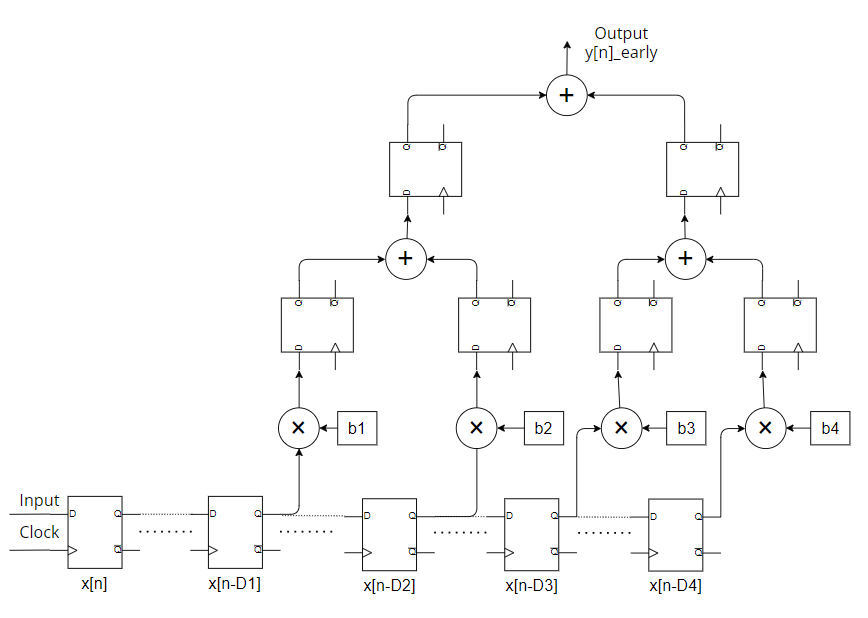 Output
y[n]_early
+
Q Q
D
Q Q
D
+
+
Q Q
D
Q Q
D
Q Q
D
Q Q
D
× b1
× b2
× b3
× b4
Input
Clock
D Q
Q
D Q
Q
D Q
Q
D Q
Q
D Q
Q
x[n]
x[n-D1]
x[n-D2]
x[n-D3]
x[n-D4]